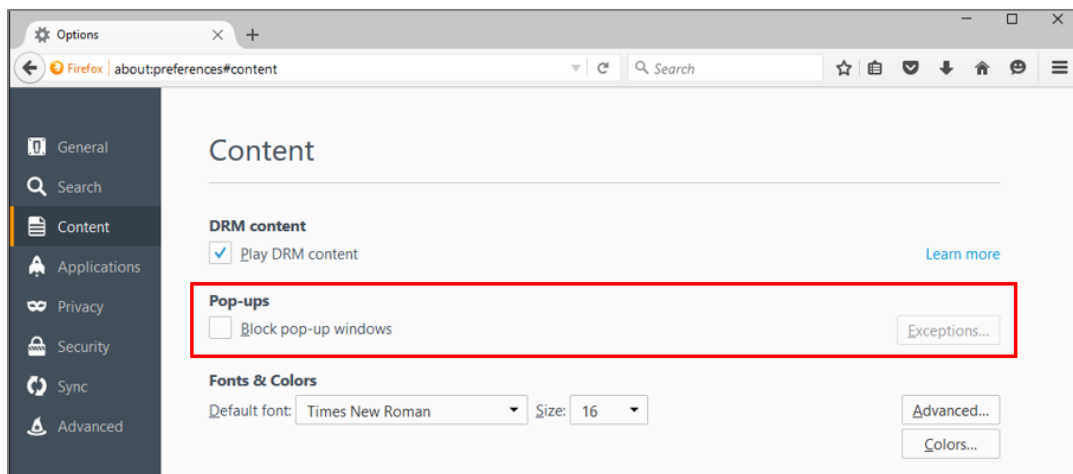 Options
Firefox about:preferences#content
Search
General
Search
Content
Applications
Privacy
Security
Sync
Advanced
Content
DRM content
Play DRM content Learn more
Pop-ups
Block pop-up windows Exceptions...
Fonts & Colors
Default font: Times New Roman Size: 16 Advanced...
Colors...